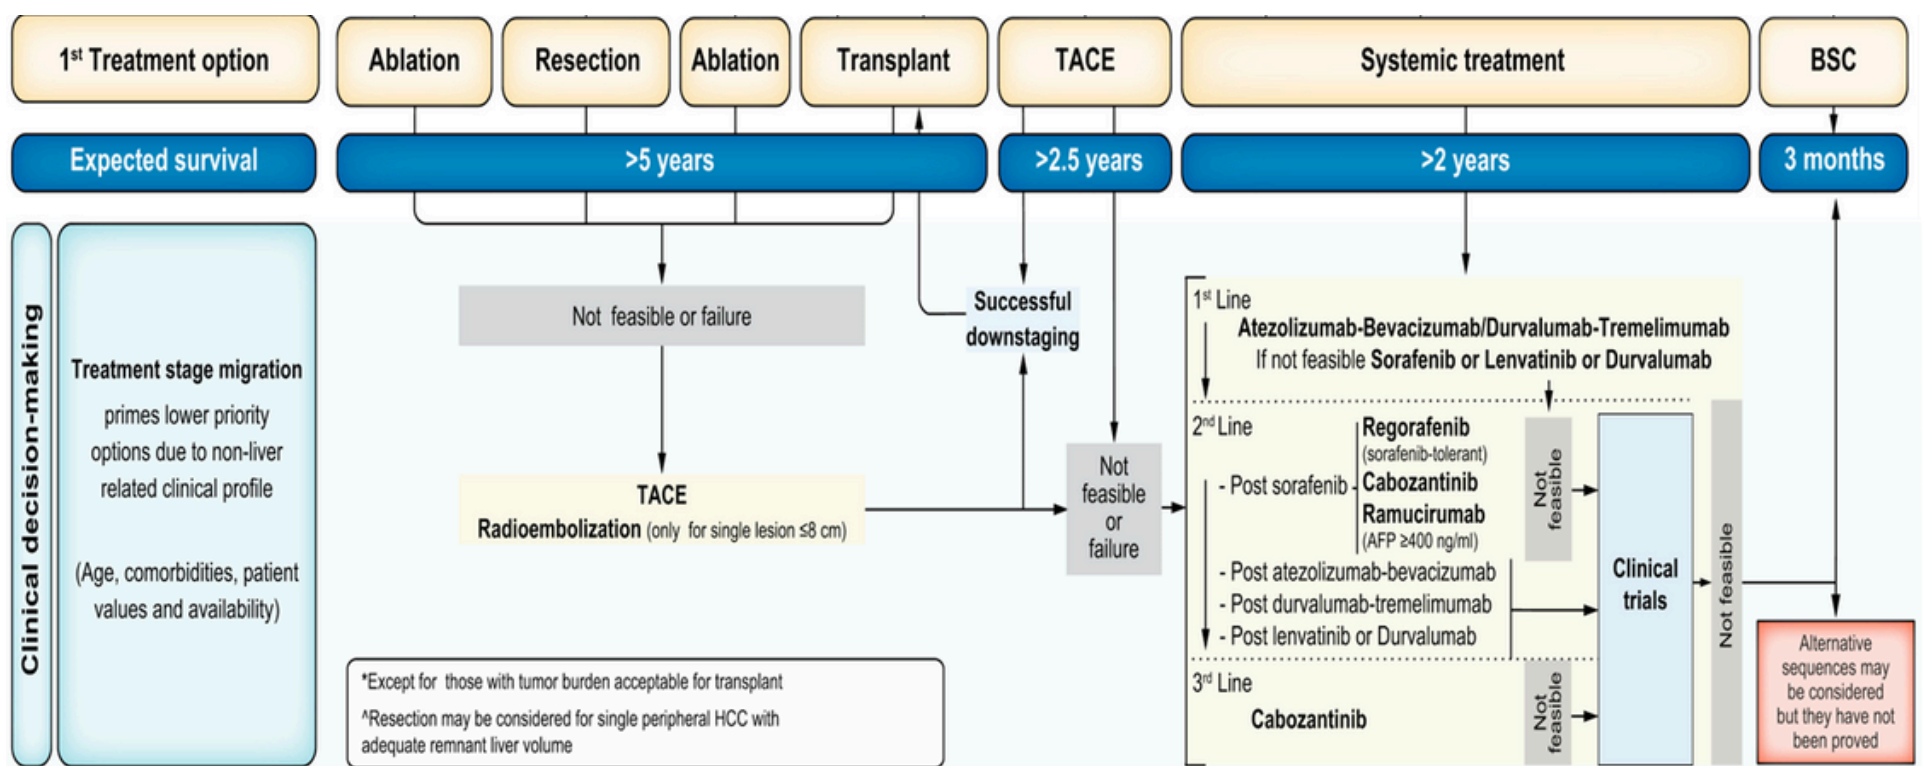 1st Treatment option
Ablation
Resection
Ablation
Transplant
TACE
Systemic treatment
BSC
Expected survival
>5 years
>2.5 years
>2 years
3 months
Clinical decision-making
Treatment stage migration
primes lower priority
options due to non-liver
related clinical profile
(Age, comorbidities, patient
values and availability)
Not feasible or failure
Successful
downstaging
TACE
Radioembolization (only for single lesion ≤8 cm)
Not
feasible
or
failure
1st Line
Atezolizumab-Bevacizumab/Durvalumab-Tremelimumab
If not feasible Sorafenib or Lenvatinib or Durvalumab
2nd Line
- Post sorafenib
Regorafenib
(sorafenib-tolerant)
Cabozantinib
Ramucirumab
(AFP ≥400 ng/ml)
- Post atezolizumab-bevacizumab
- Post durvalumab-tremelimumab
- Post lenvatinib or Durvalumab
Not
feasible
3rd Line
Cabozantinib
Not
feasible
Clinical
trials
Not feasible
Alternative
sequences may
be considered
but they have not
been proved
*Except for those with tumor burden acceptable for transplant
^Resection may be considered for single peripheral HCC with
adequate remnant liver volume